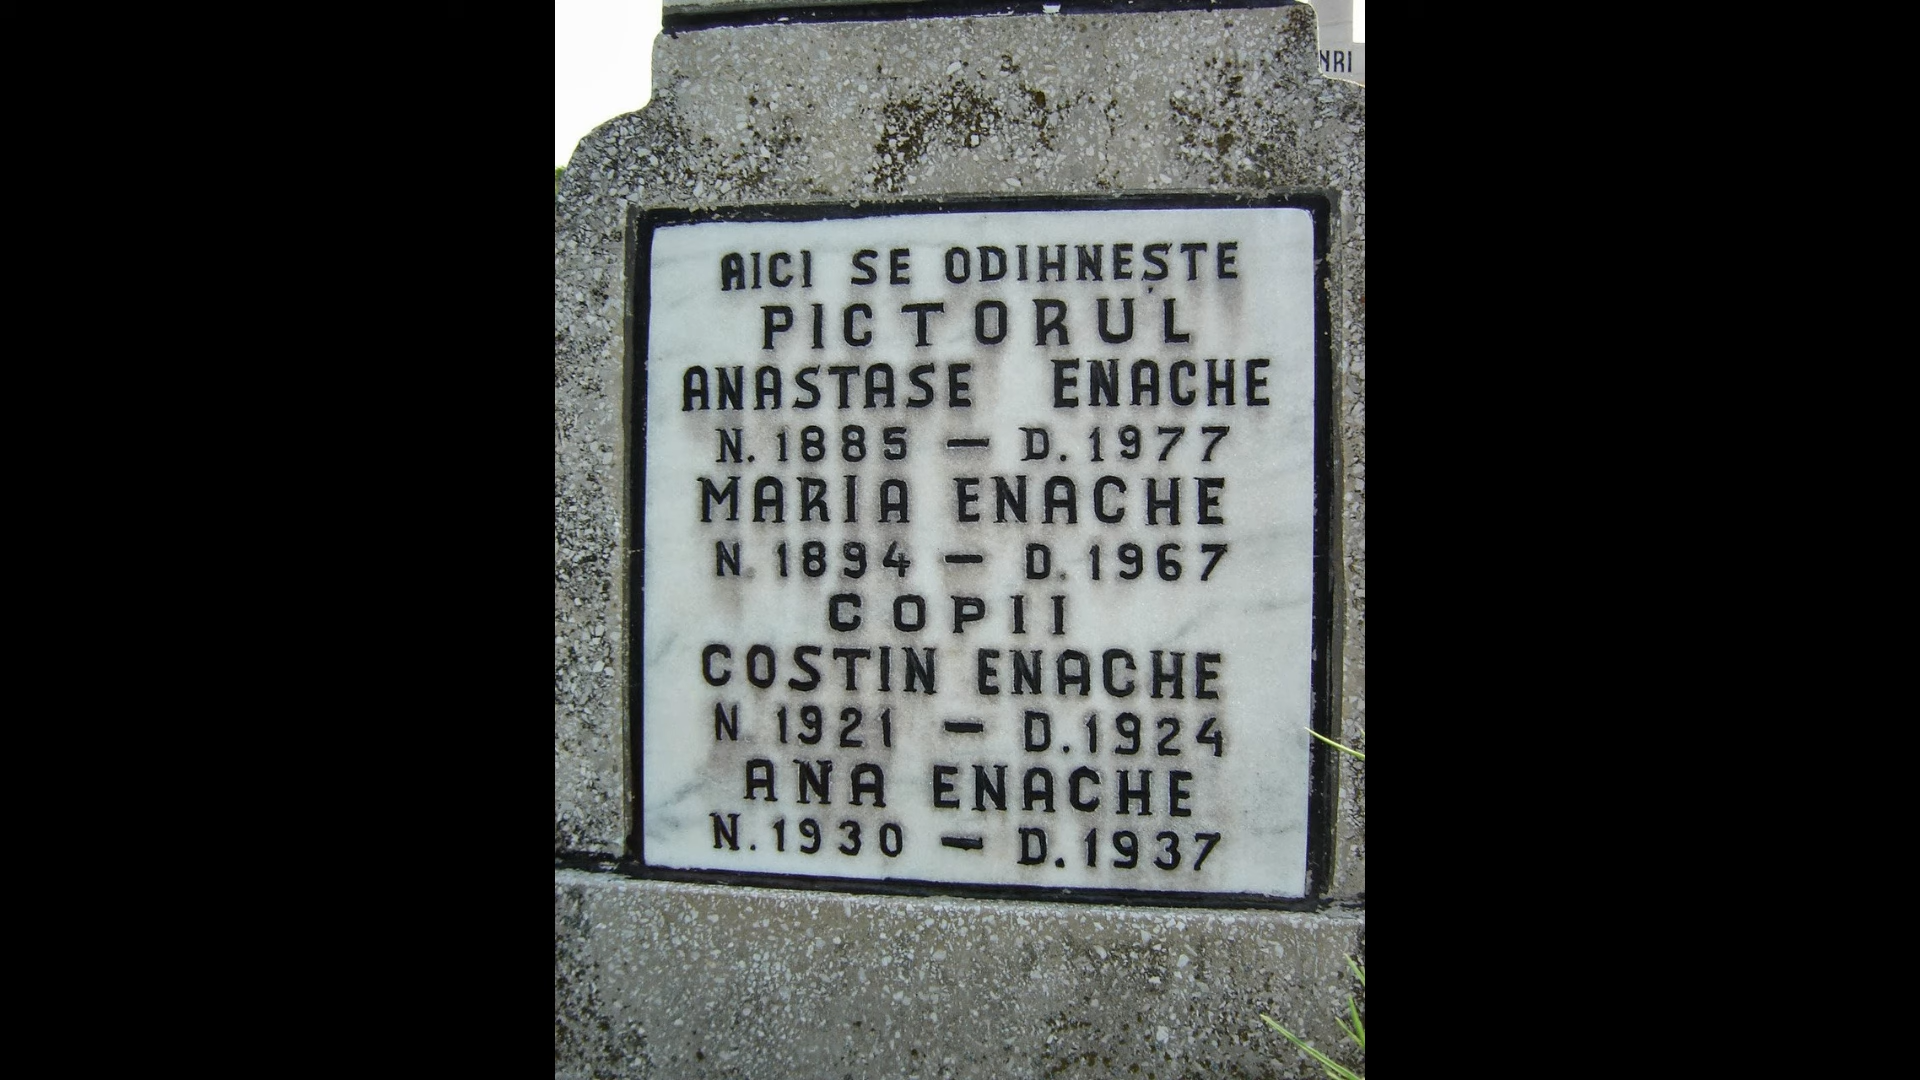 NRI
AICI SE ODIHNEȘTE
PICTORUL
ANASTASE ENACHE
N. 1885 — D. 1977
MARIA ENACHE
N. 1894 — D. 1967
COPII
COSTIN ENACHE
N. 1921 — D. 1924
ANA ENACHE
N. 1930 — D. 1937